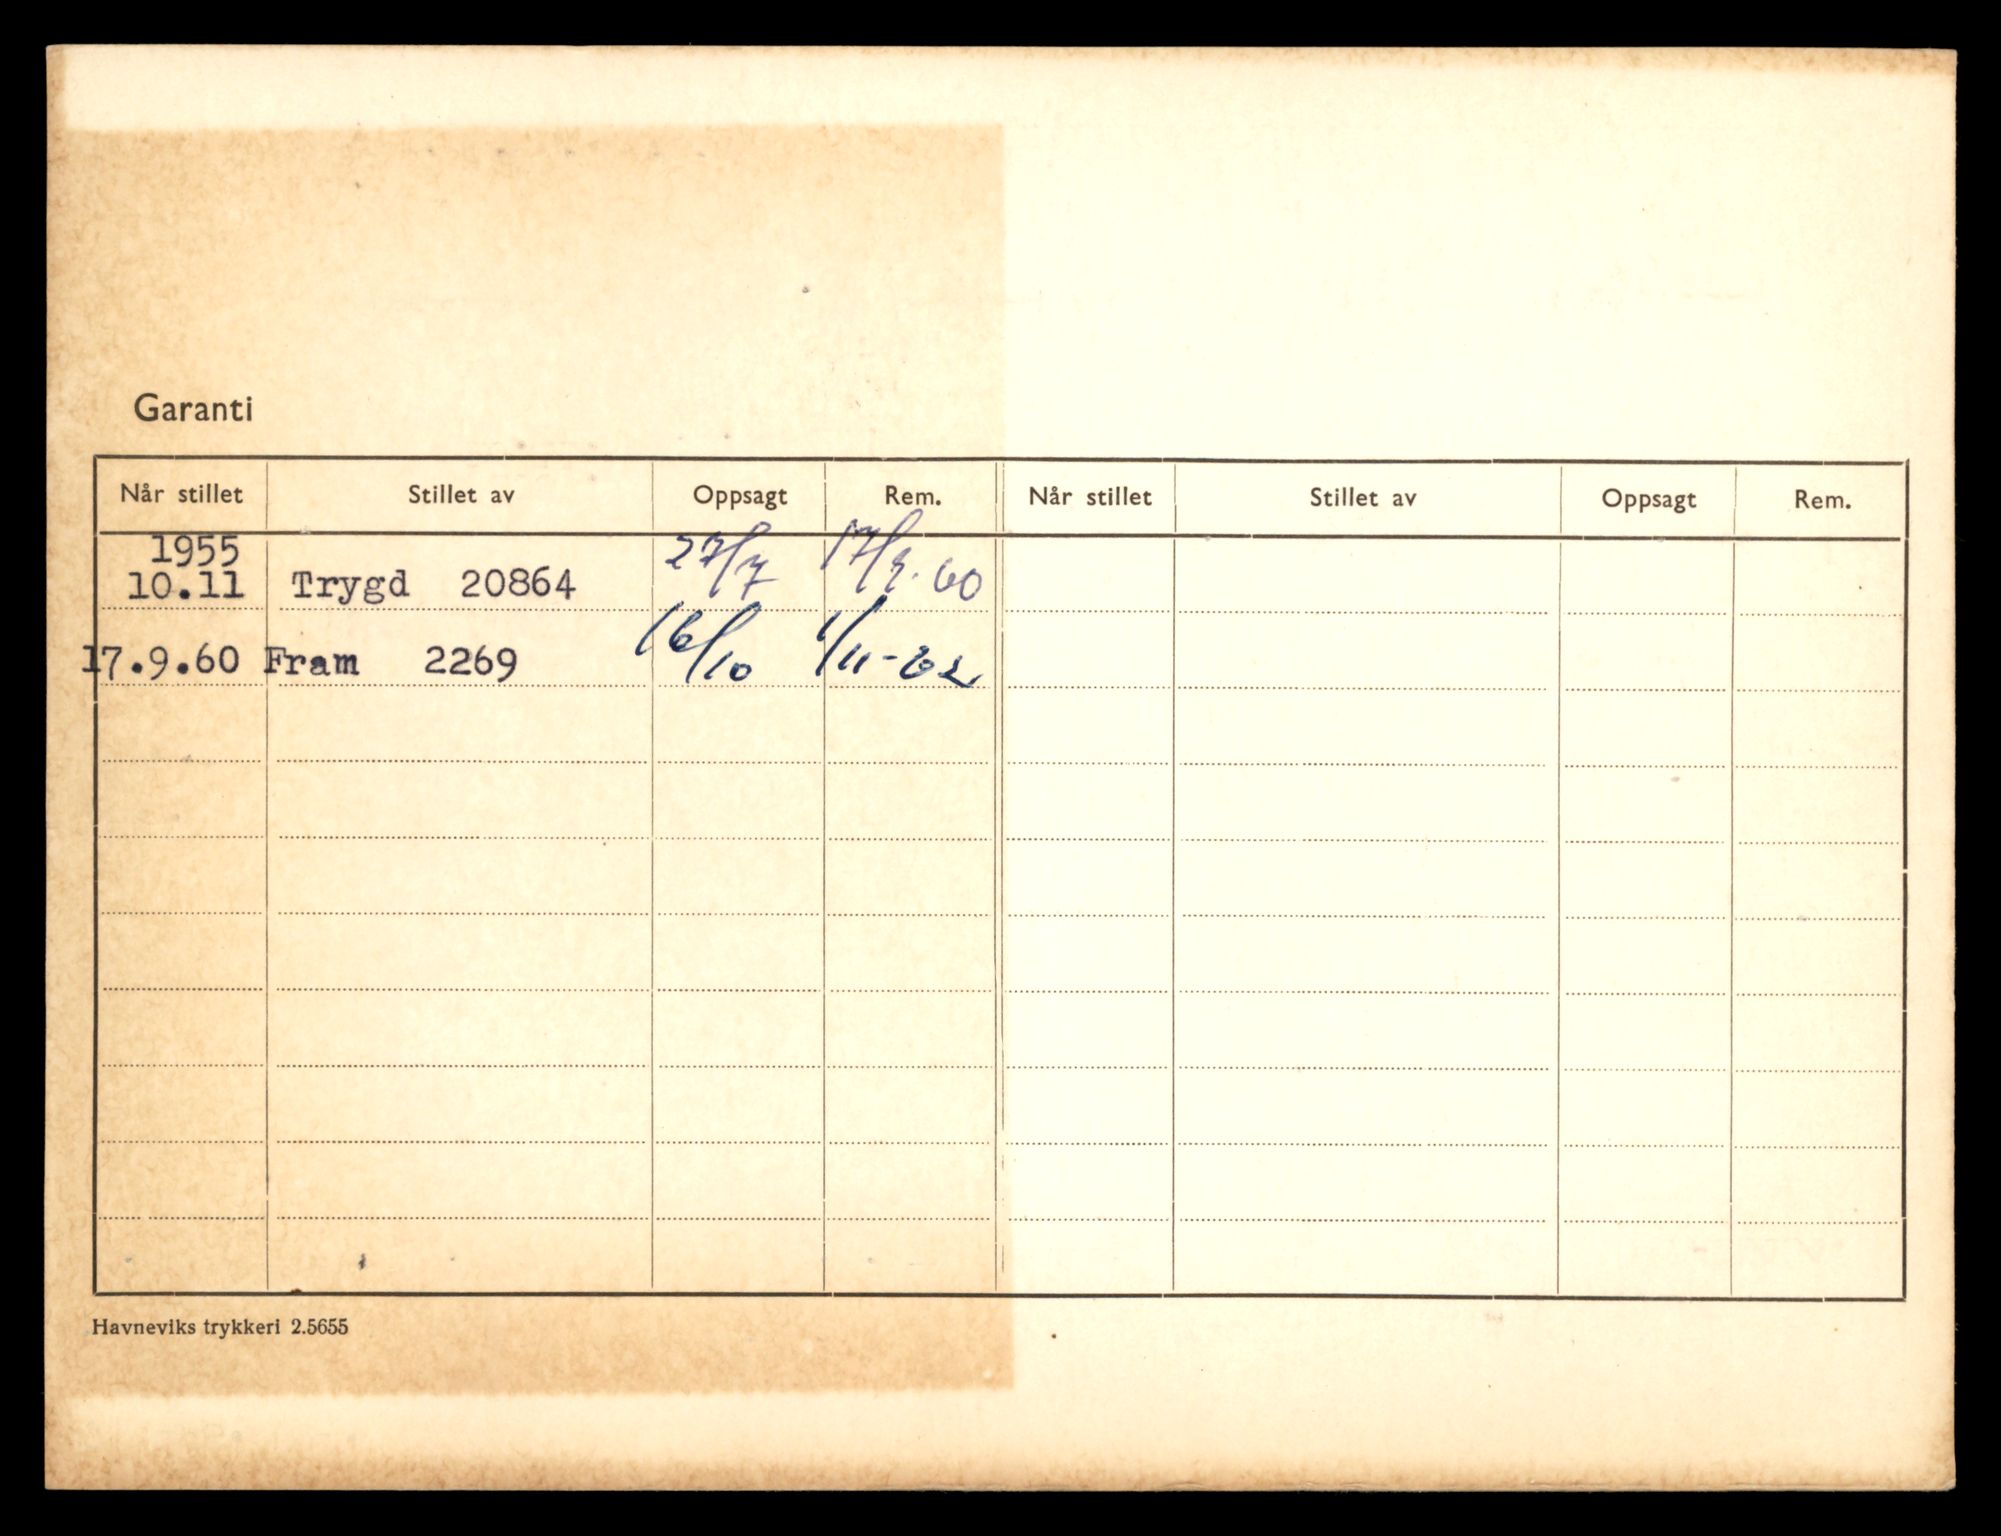 Garanti
Når stillet Stillet av Oppsagt Rem. Når stillet Stillet av Oppsagt Rem.
1955
10.11 Trygd 20864 27/7 17/9.60
17.9.60 Fram 2269 16/10 1/11-62
Havneviks trykkeri 2.5655